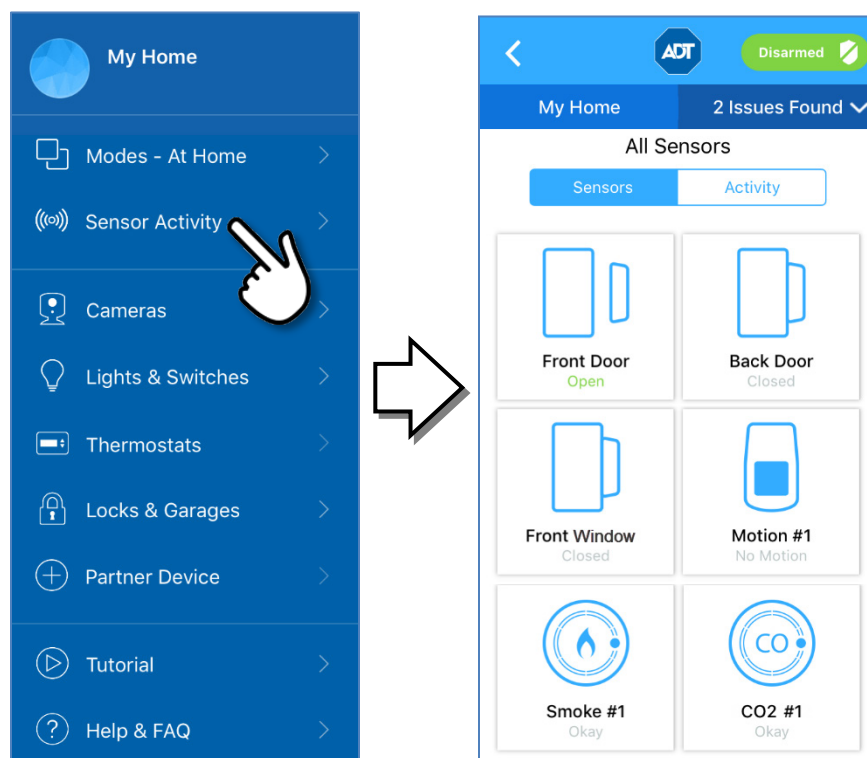 My Home
Modes - At Home
Sensor Activity
Cameras
Lights & Switches
Thermostats
Locks & Garages
Partner Device
Tutorial
? Help & FAQ
ADT
Disarmed
My Home
2 Issues Found
All Sensors
Sensors
Activity
Front Door
Open
Back Door
Closed
Front Window
Closed
Motion #1
No Motion
Smoke #1
Okay
CO
CO2 #1
Okay